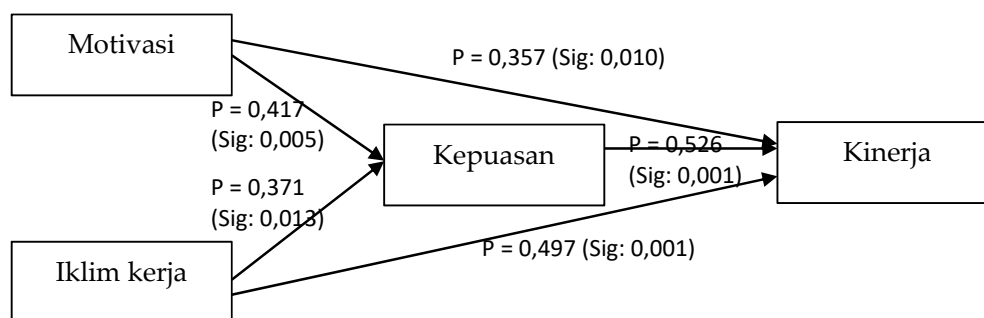 Motivasi
P = 0,357 (Sig: 0,010)
P = 0,417
(Sig: 0,005)
Kepuasan
P = 0,526
(Sig: 0,001)
Kinerja
P = 0,371
(Sig: 0,013)
P = 0,497 (Sig: 0,001)
Iklim kerja